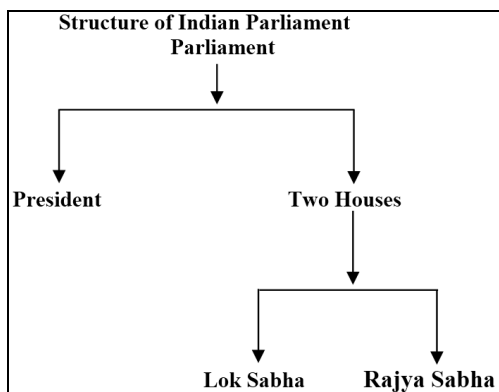 Structure of Indian Parliament
Parliament
President
Two Houses
Lok Sabha
Rajya Sabha